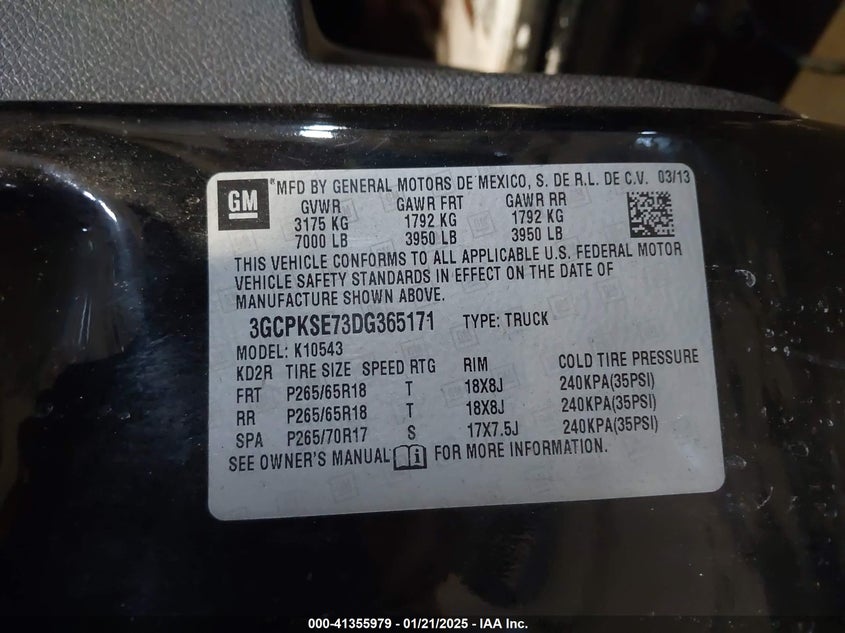 GM
*MFD BY GENERAL MOTORS DE MEXICO, S. DE R.L. DE C.V. 03/13
GVWR GAWR FRT GAWR RR
3175 KG 1792 KG 1792 KG
7000 LB 3950 LB 3950 LB
THIS VEHICLE CONFORMS TO ALL APPLICABLE U.S. FEDERAL MOTOR
VEHICLE SAFETY STANDARDS IN EFFECT ON THE DATE OF
MANUFACTURE SHOWN ABOVE.
3GCPKSE73DG365171 TYPE: TRUCK
MODEL: K10543
KD2R TIRE SIZE SPEED RTG RIM COLD TIRE PRESSURE
FRT P265/65R18 T 18X8J 240KPA(35PSI)
RR P265/65R18 T 18X8J 240KPA(35PSI)
SPA P265/70R17 S 17X7.5J 240KPA(35PSI)
SEE OWNER'S MANUAL FOR MORE INFORMATION.
000-41355979 / 01/21/2025 - IAA Inc.